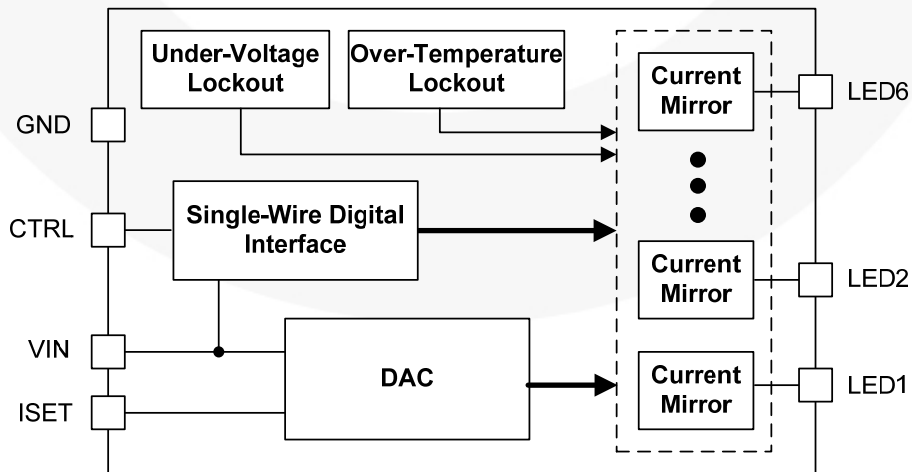 Under-Voltage
Lockout
Over-Temperature
Lockout
Current
Mirror
LED6
GND
CTRL
Single-Wire Digital
Interface
Current
Mirror
LED2
VIN
DAC
Current
Mirror
LED1
ISET